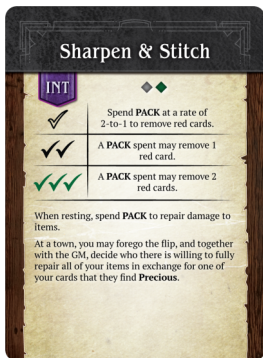 Sharpen & Stitch
INT
Spend PACK at a rate of
2-to-1 to remove red cards.
A PACK spent may remove 1
red card.
A PACK spent may remove 2
red cards.
When resting, spend PACK to repair damage to
items.
At a town, you may forego the flip, and together
with the GM, decide who there is willing to fully
repair all of your items in exchange for one of
your cards that they find Precious.